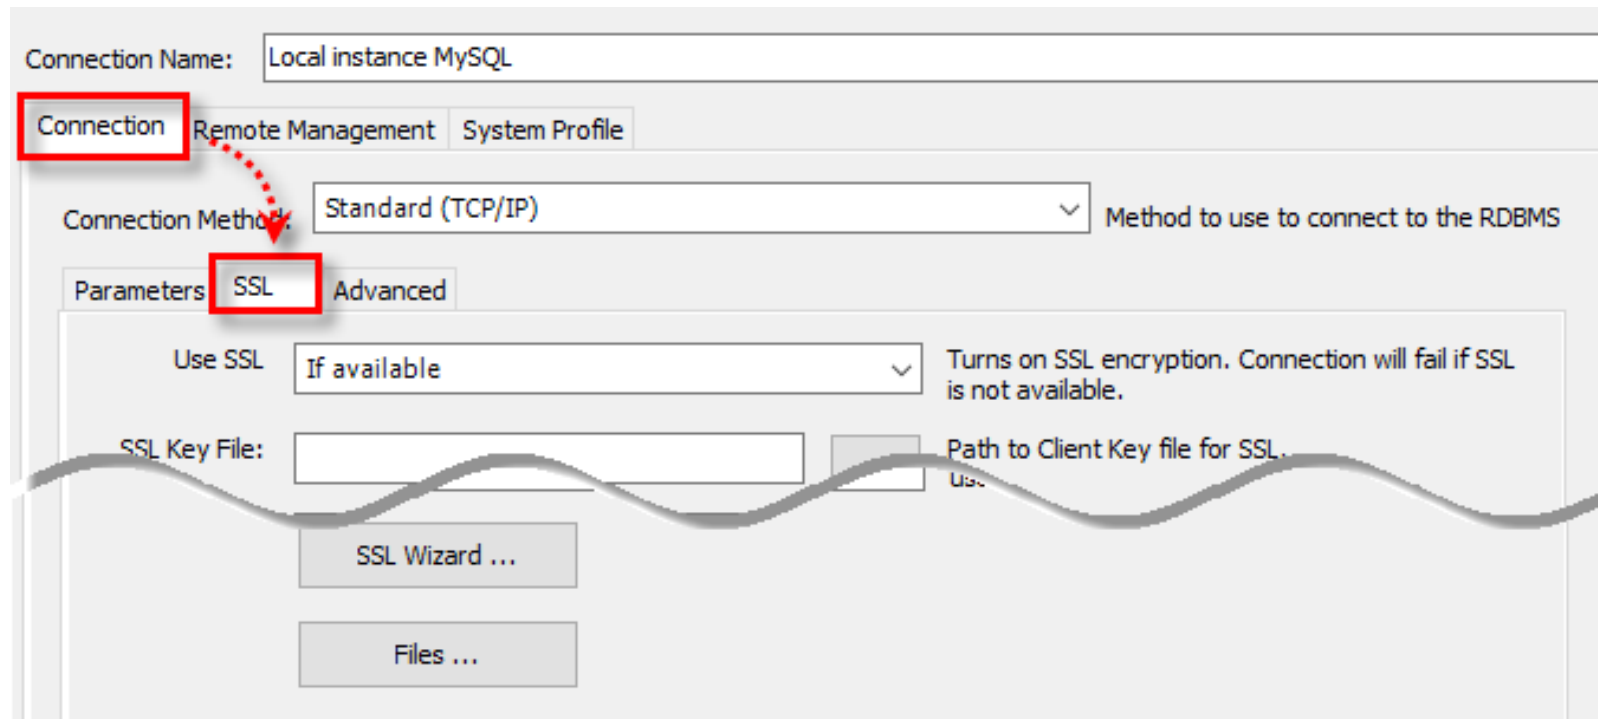 Connection Name: Local instance MySQL
Connection Remote Management System Profile
Connection Method: Standard (TCP/IP) Method to use to connect to the RDBMS
Parameters SSL Advanced
Use SSL If available Turns on SSL encryption. Connection will fail if SSL
is not available.
SSL Key File: Path to Client Key file for SSL.
SSL Wizard ...
Files ...